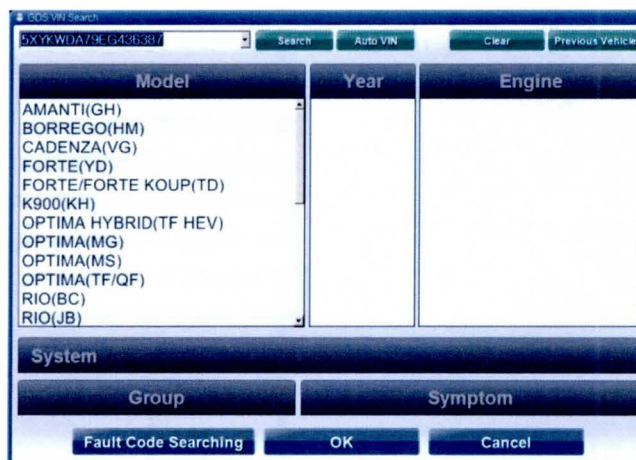 GDS VIN Search
5XYKWDA79EG436387 Search Auto VIN Clear Previous Vehicle
Model Year Engine
AMANTI(GH)
BORREGO(HM)
CADENZA(VG)
FORTE(YD)
FORTE/FORTE KOUP(TD)
K900(KH)
OPTIMA HYBRID(TF HEV)
OPTIMA(MG)
OPTIMA(MS)
OPTIMA(TF/QF)
RIO(BC)
RIO(JB)
System
Group Symptom
Fault Code Searching OK Cancel